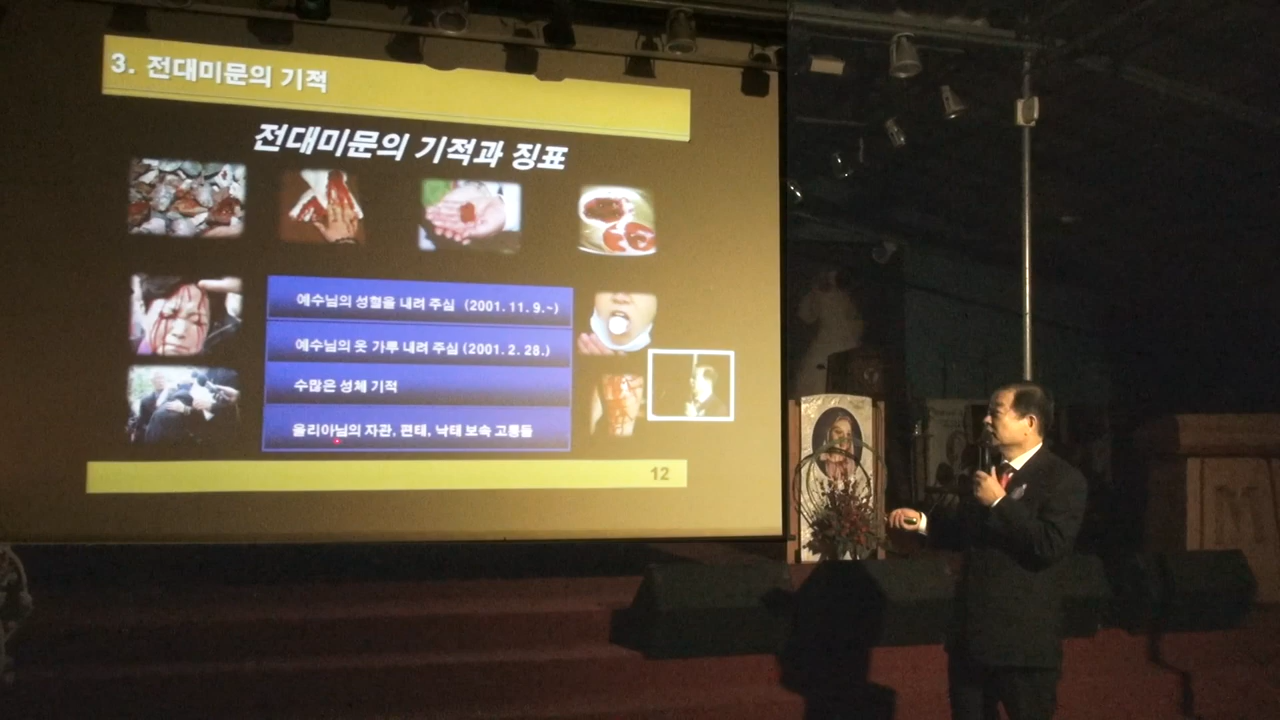 3. 전대미문의 기적
전대미문의 기적과 징표
예수님의 성혈을 내려 주심 (2001. 11. 9.~)
예수님의 옷 가루 내려 주심 (2001. 2. 28.)
수많은 성체 기적
율리아님의 자관, 편태, 낙태 보속 고통들
12
M